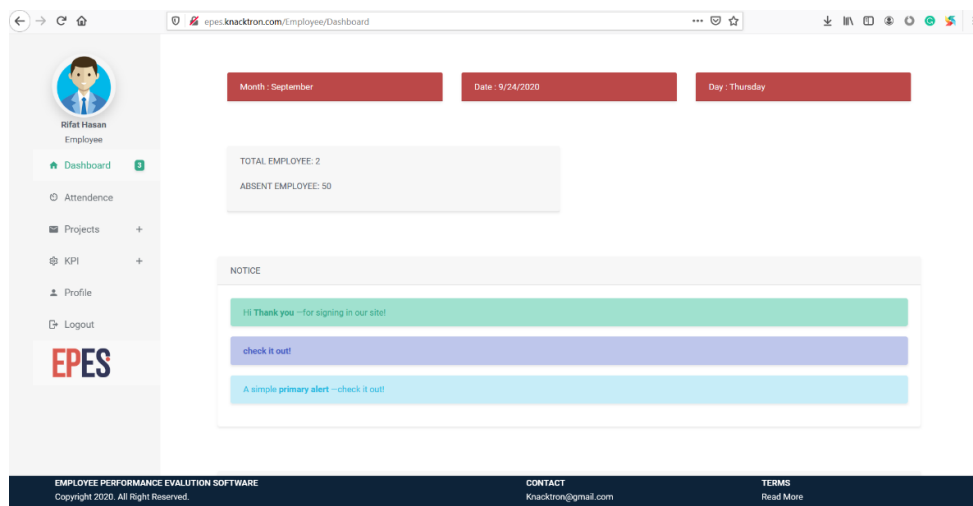 epes.knacktron.com/Employee/Dashboard
Rifat Hasan
Employee
Dashboard 3
Attendence
Projects +
KPI +
Profile
Logout
EPES
Month : September
Date : 9/24/2020
Day : Thursday
TOTAL EMPLOYEE: 2
ABSENT EMPLOYEE: 50
NOTICE
Hi Thank you —for signing in our site!
check it out!
A simple primary alert —check it out!
EMPLOYEE PERFORMANCE EVALUTION SOFTWARE
Copyright 2020. All Right Reserved.
CONTACT
Knacktron@gmail.com
TERMS
Read More